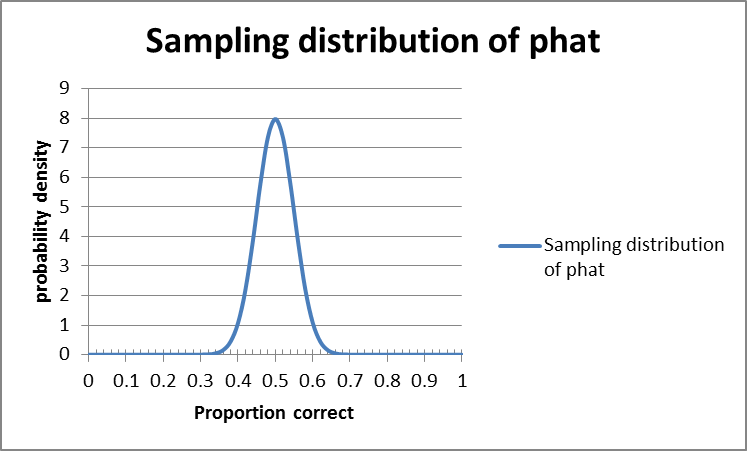 Sampling distribution of phat
probability density
9
8
7
6
5
4
3
2
1
0
0 0.1 0.2 0.3 0.4 0.5 0.6 0.7 0.8 0.9 1
Proportion correct
Sampling distribution
of phat